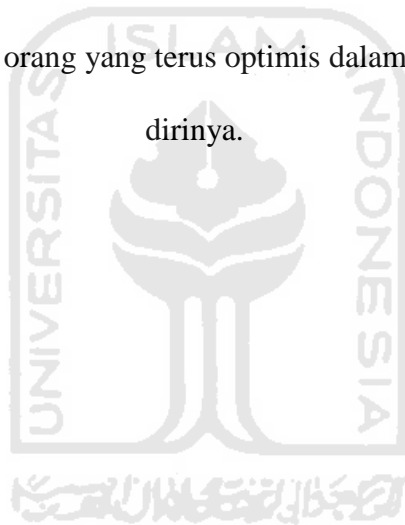 orang yang terus optimis dalam
dirinya.
ISLAM
UNIVERSITAS
INDONESIA